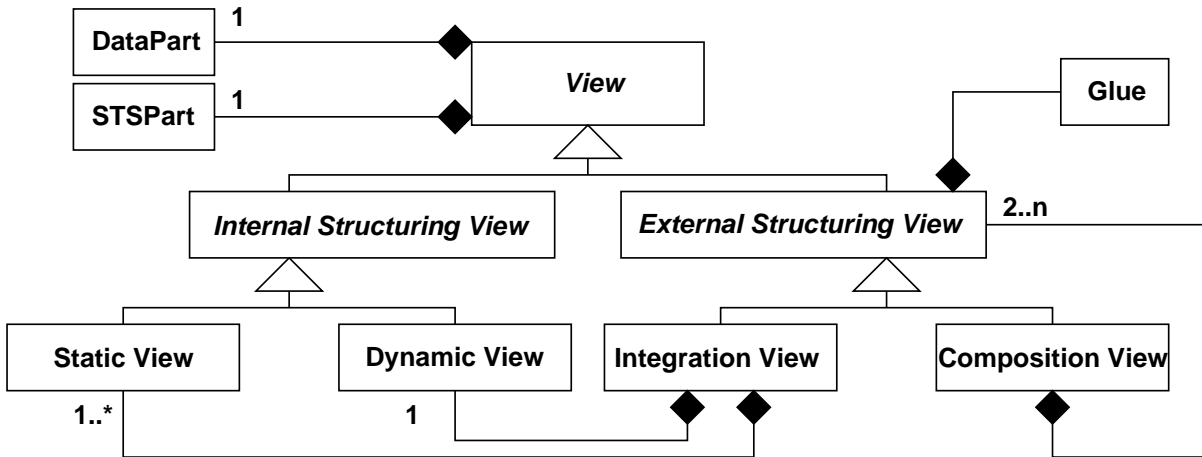 1
DataPart
View
Glue
1
STSPart
Internal Structuring View
External Structuring View
2..n
Static View
Dynamic View
Integration View
Composition View
1..*
1